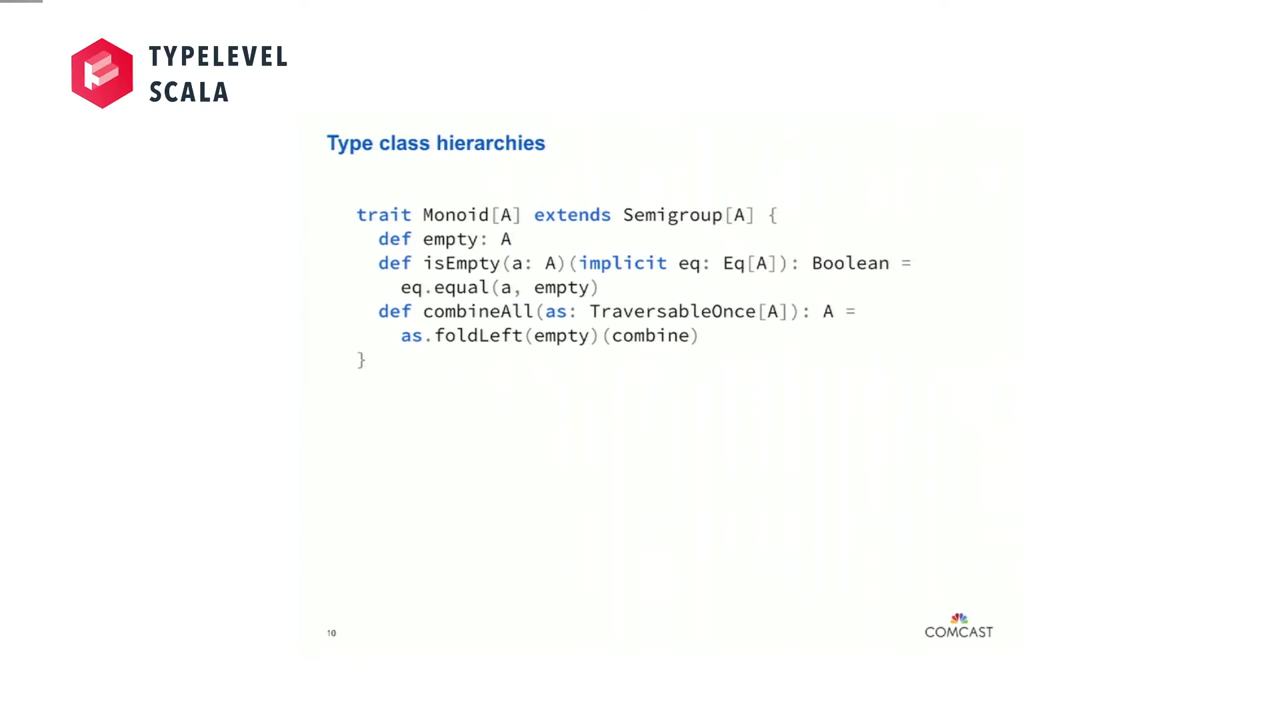 TYPELEVEL
SCALA
Type class hierarchies
trait Monoid[A] extends Semigroup[A] {
  def empty: A
  def isEmpty(a: A)(implicit eq: Eq[A]): Boolean =
    eq.equal(a, empty)
  def combineAll(as: TraversableOnce[A]): A =
    as.foldLeft(empty)(combine)
}
10
COMCAST